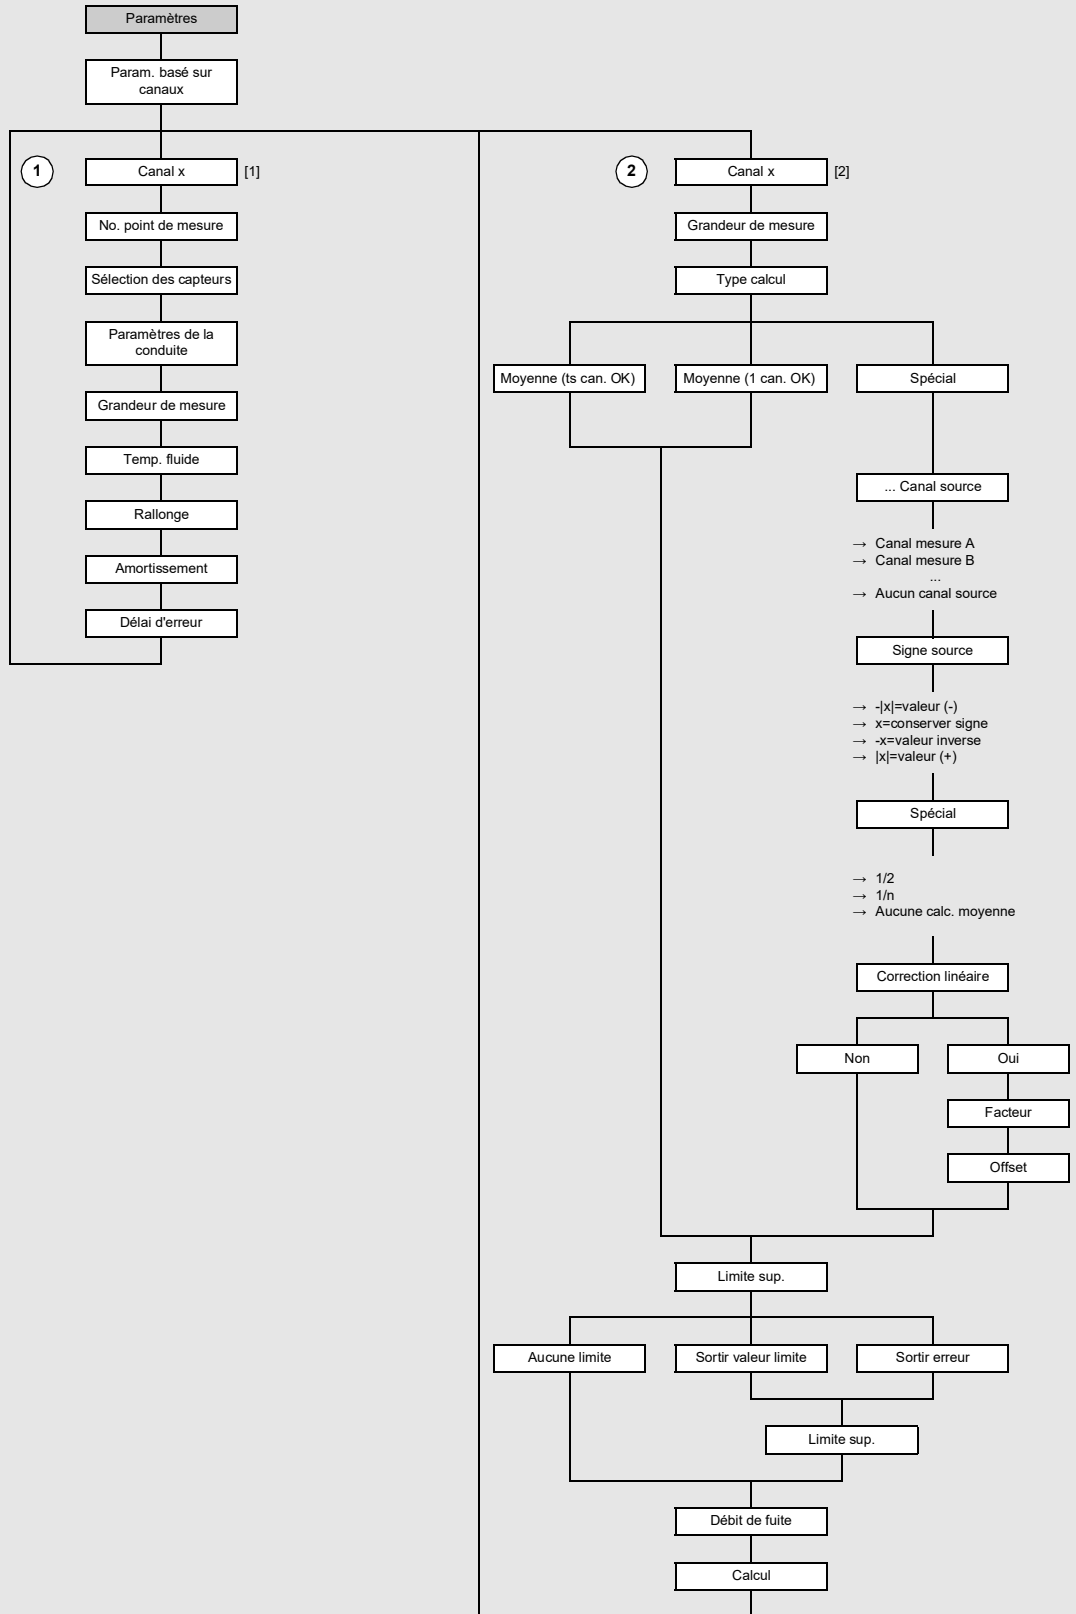 Paramètres
Param. basé sur
canaux
1
Canal x
[1]
No. point de mesure
Sélection des capteurs
Paramètres de la
conduite
Grandeur de mesure
Temp. fluide
Rallonge
Amortissement
Délai d'erreur
2
Canal x
[2]
Grandeur de mesure
Type calcul
Moyenne (ts can. OK)
Moyenne (1 can. OK)
Spécial
... Canal source
→ Canal mesure A
→ Canal mesure B
...
→ Aucun canal source
Signe source
→ -|x|=valeur (-)
→ x=conserver signe
→ -x=valeur inverse
→ |x|=valeur (+)
Spécial
→ 1/2
→ 1/n
→ Aucune calc. moyenne
Correction linéaire
Non
Oui
Facteur
Offset
Limite sup.
Aucune limite
Sortir valeur limite
Sortir erreur
Limite sup.
Débit de fuite
Calcul